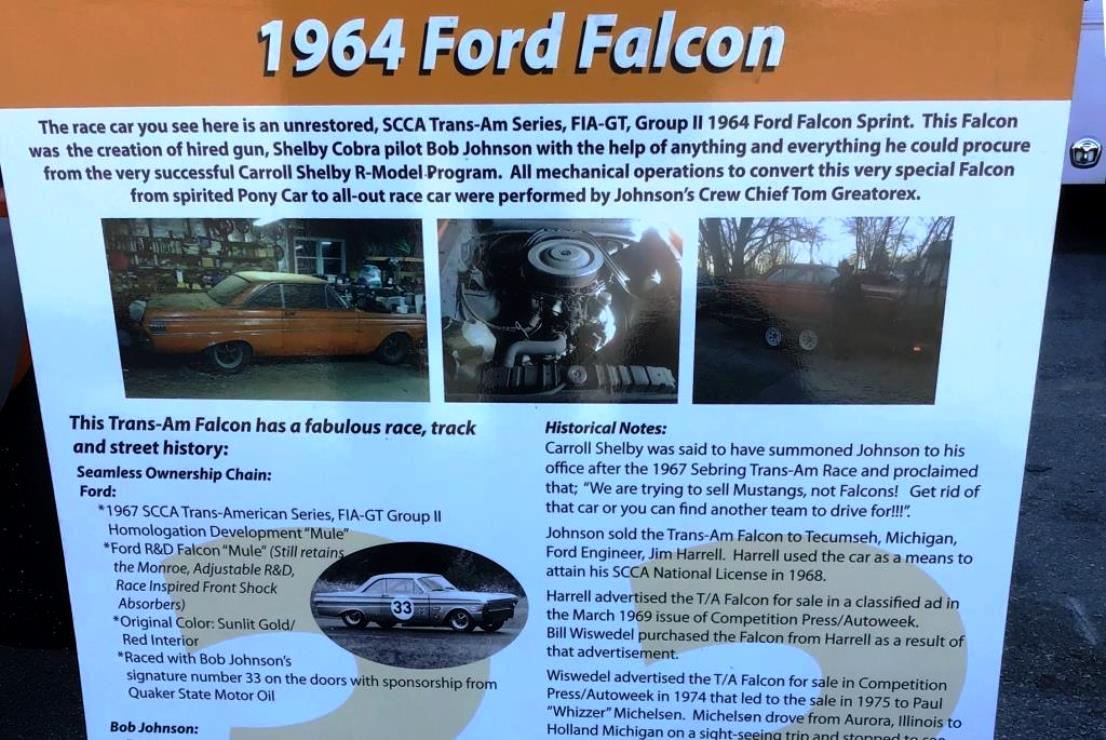 1964 Ford Falcon
The race car you see here is an unrestored, SCCA Trans-Am Series, FIA-GT, Group II 1964 Ford Falcon Sprint. This Falcon
was the creation of hired gun, Shelby Cobra pilot Bob Johnson with the help of anything and everything he could procure
from the very successful Carroll Shelby R-Model Program. All mechanical operations to convert this very special Falcon
from spirited Pony Car to all-out race car were performed by Johnson's Crew Chief Tom Greatorex.
This Trans-Am Falcon has a fabulous race, track
and street history:
Seamless Ownership Chain:
Ford:
*1967 SCCA Trans-American Series, FIA-GT Group II
Homologation Development "Mule"
*Ford R&D Falcon "Mule" (Still retains
the Monroe, Adjustable R&D,
Race Inspired Front Shock
Absorbers)
*Original Color: Sunlit Gold/
Red Interior
*Raced with Bob Johnson's
signature number 33 on the doors with sponsorship from
Quaker State Motor Oil
Bob Johnson:
33
Historical Notes:
Carroll Shelby was said to have summoned Johnson to his
office after the 1967 Sebring Trans-Am Race and proclaimed
that; "We are trying to sell Mustangs, not Falcons! Get rid of
that car or you can find another team to drive for!!!".
Johnson sold the Trans-Am Falcon to Tecumseh, Michigan,
Ford Engineer, Jim Harrell. Harrell used the car as a means to
attain his SCCA National License in 1968.
Harrell advertised the T/A Falcon for sale in a classified ad in
the March 1969 issue of Competition Press/Autoweek.
Bill Wiswedel purchased the Falcon from Harrell as a result of
that advertisement.
Wiswedel advertised the T/A Falcon for sale in Competition
Press/Autoweek in 1974 that led to the sale in 1975 to Paul
"Whizzer" Michelsen. Michelsen drove from Aurora, Illinois to
Holland Michigan on a sight-seeing trip and stopped to see